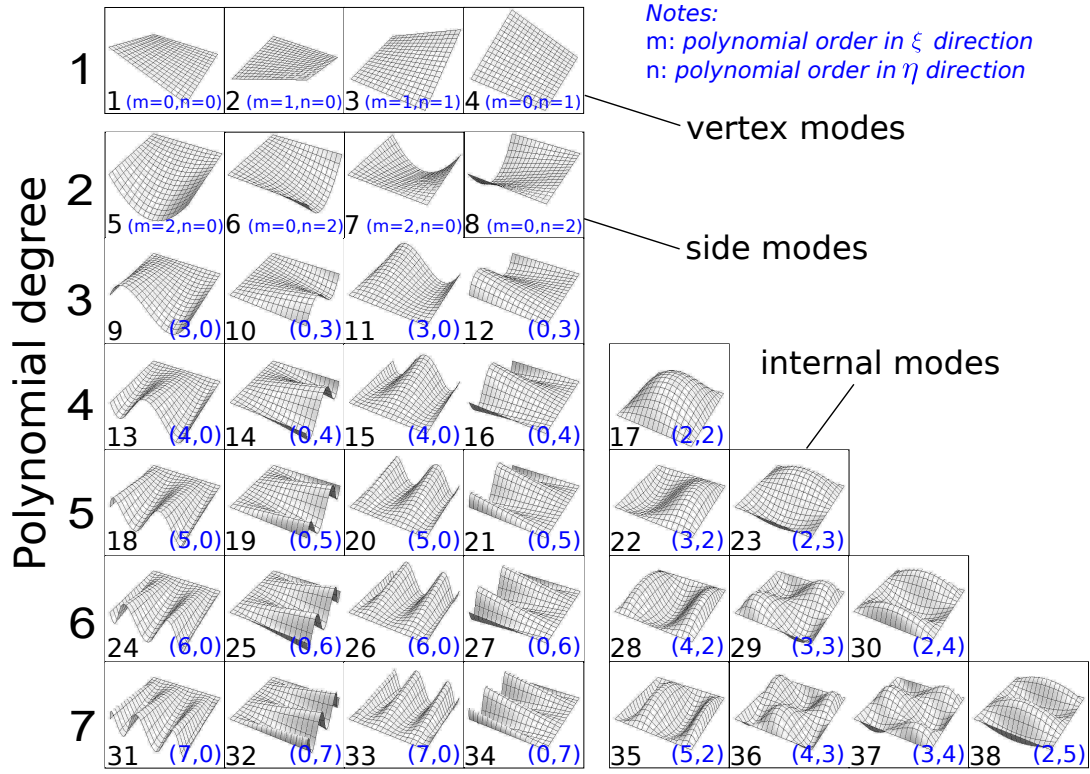 Notes:
m: polynomial order in ξ direction
n: polynomial order in η direction
Polynomial degree
1
1 (m=0,n=0) 2 (m=1,n=0) 3 (m=1,n=1) 4 (m=0,n=1)
vertex modes
2
5 (m=2,n=0) 6 (m=0,n=2) 7 (m=2,n=0) 8 (m=0,n=2)
side modes
3
9 (3,0) 10 (0,3) 11 (3,0) 12 (0,3)
internal modes
4
13 (4,0) 14 (0,4) 15 (4,0) 16 (0,4) 17 (2,2)
5
18 (5,0) 19 (0,5) 20 (5,0) 21 (0,5) 22 (3,2) 23 (2,3)
6
24 (6,0) 25 (0,6) 26 (6,0) 27 (0,6) 28 (4,2) 29 (3,3) 30 (2,4)
7
31 (7,0) 32 (0,7) 33 (7,0) 34 (0,7) 35 (5,2) 36 (4,3) 37 (3,4) 38 (2,5)